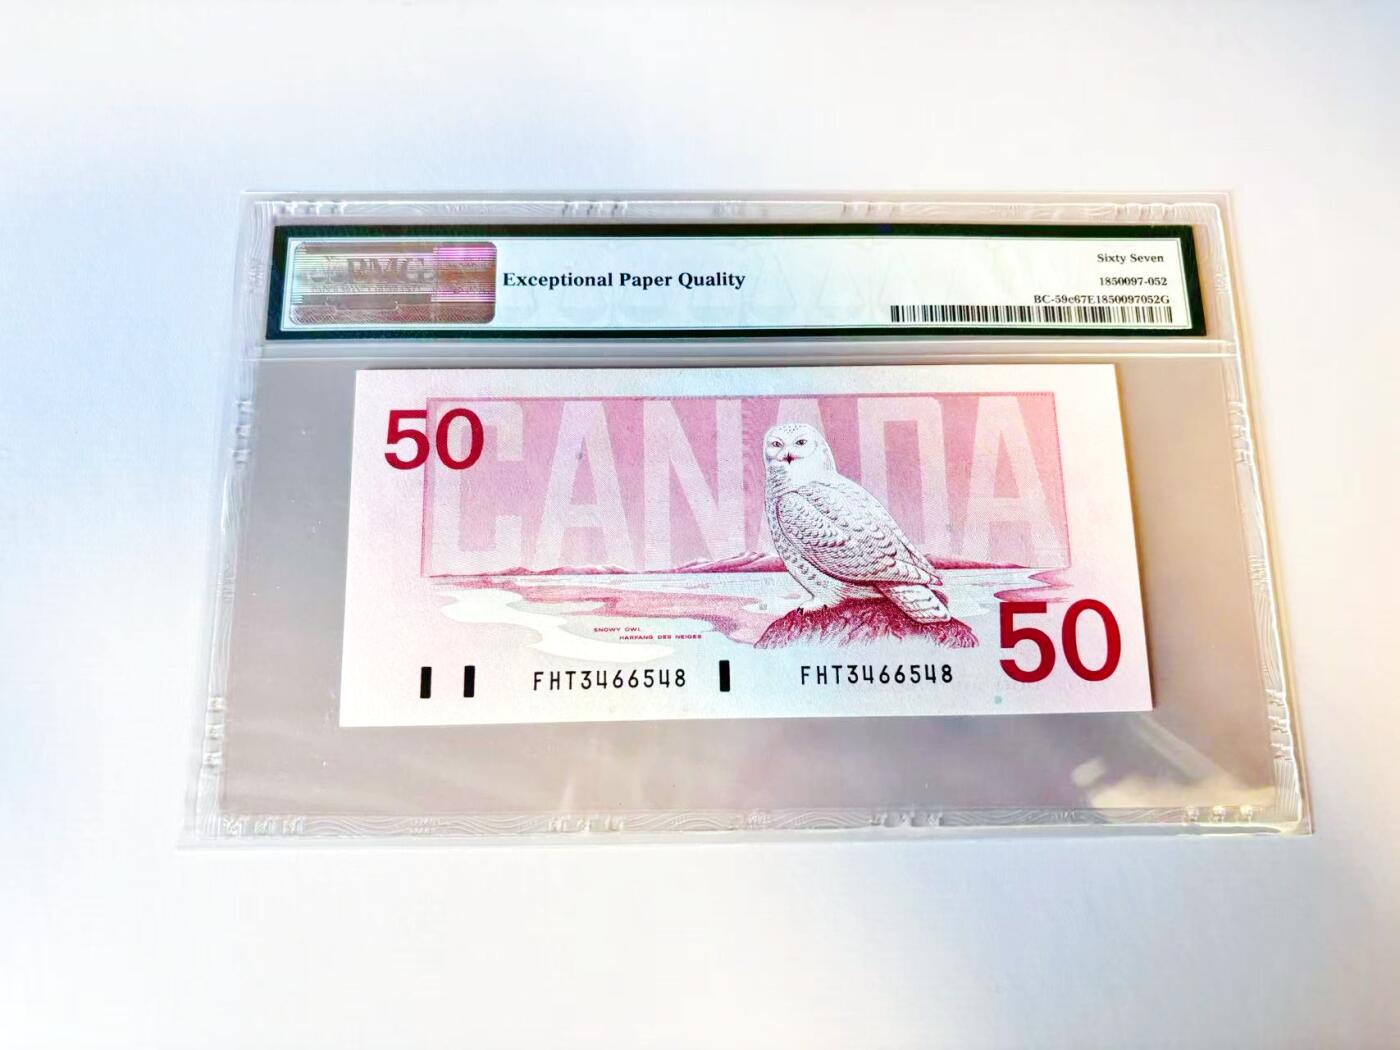 PMG
Exceptional Paper Quality
Sixty Seven
1850097-052
BC-59c67E1850097052G
50
CANADA
SNOWY OWL
HARFANG DES NEIGES
50
FHT3466548
FHT3466548